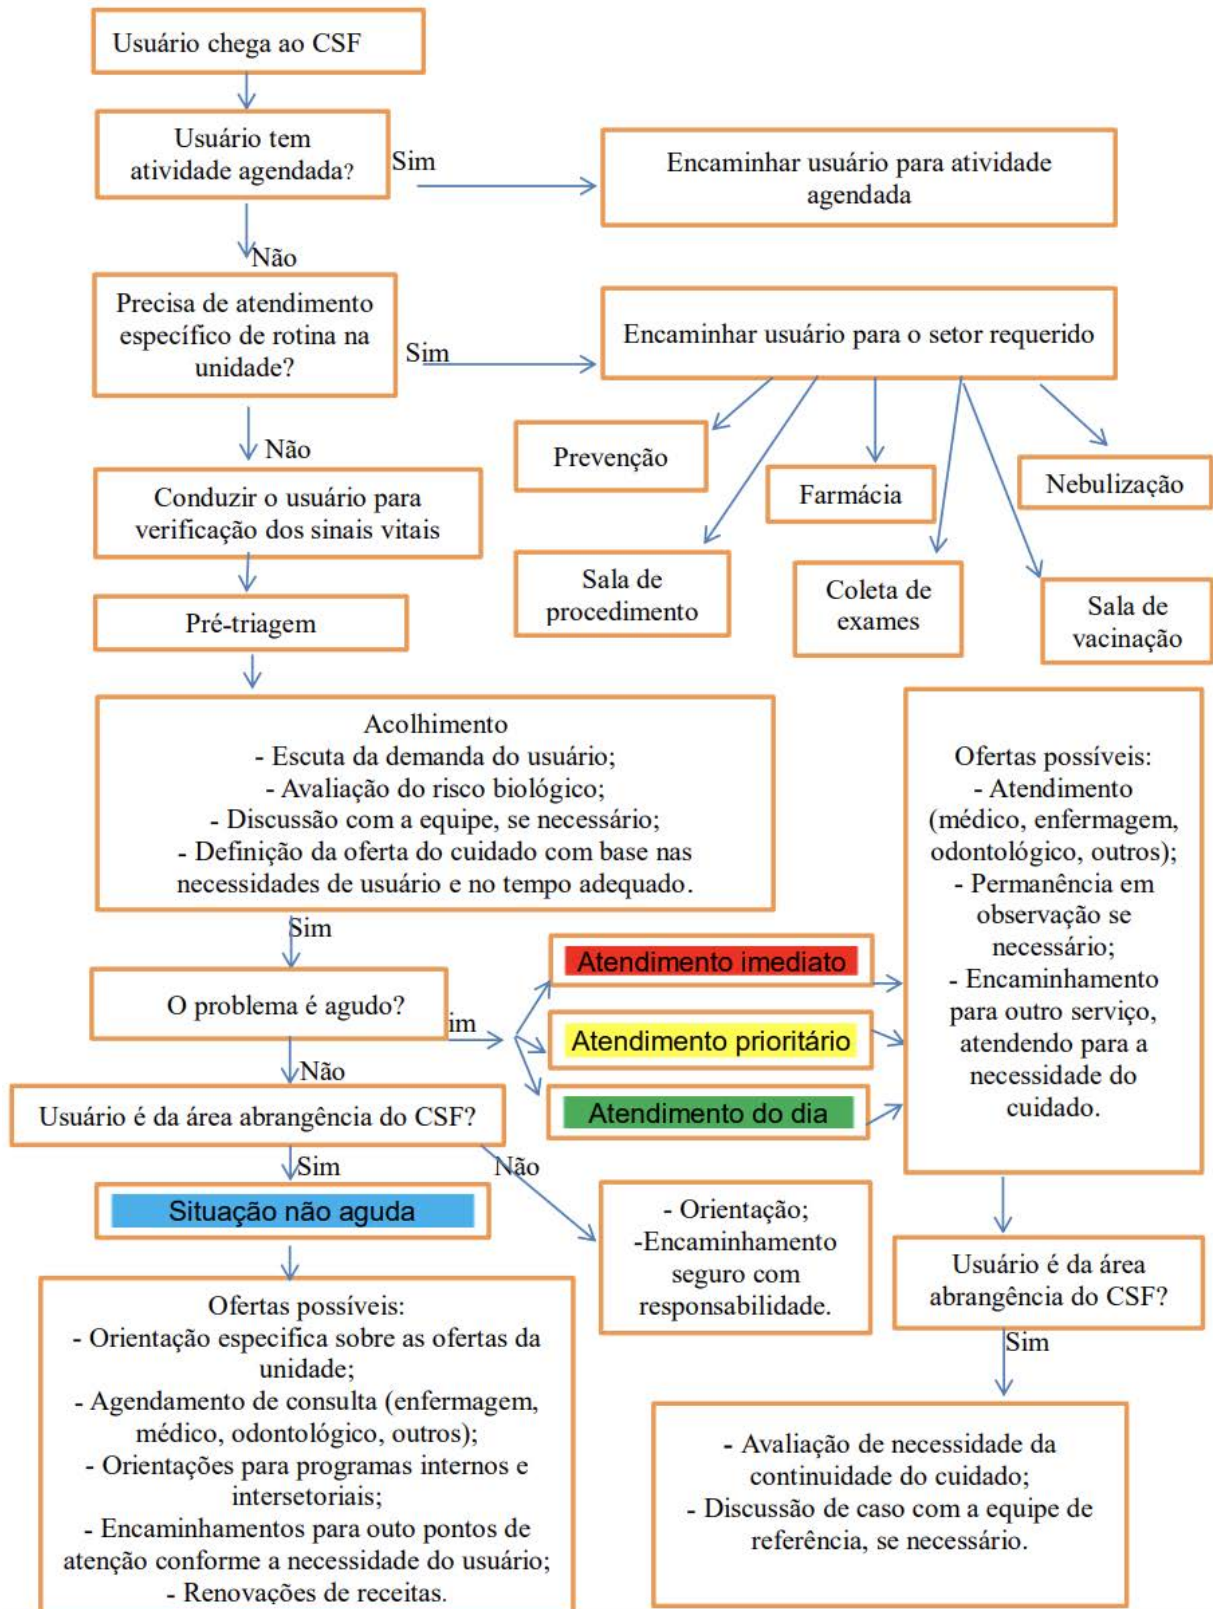 Usuário chega ao CSF
Usuário tem
atividade agendada?
Sim
Encaminhar usuário para atividade
agendada
Não
Precisa de atendimento
específico de rotina na
unidade?
Sim
Encaminhar usuário para o setor requerido
Prevenção
Farmácia
Nebulização
Sala de
procedimento
Coleta de
exames
Sala de
vacinação
Não
Conduzir o usuário para
verificação dos sinais vitais
Pré-triagem
Acolhimento
- Escuta da demanda do usuário;
- Avaliação do risco biológico;
- Discussão com a equipe, se necessário;
- Definição da oferta do cuidado com base nas
necessidades de usuário e no tempo adequado.
Sim
O problema é agudo?
im
Atendimento imediato
Atendimento prioritário
Atendimento do dia
Ofertas possíveis:
- Atendimento
(médico, enfermagem,
odontológico, outros);
- Permanência em
observação se
necessário;
- Encaminhamento
para outro serviço,
atendendo para a
necessidade do
cuidado.
Não
Usuário é da área abrangência do CSF?
Sim
Não
Situação não aguda
- Orientação;
-Encaminhamento
seguro com
responsabilidade.
Usuário é da área
abrangência do CSF?
Sim
Ofertas possíveis:
- Orientação especifica sobre as ofertas da
unidade;
- Agendamento de consulta (enfermagem,
médico, odontológico, outros);
- Orientações para programas internos e
intersetoriais;
- Encaminhamentos para outo pontos de
atenção conforme a necessidade do usuário;
- Renovações de receitas.
- Avaliação de necessidade da
continuidade do cuidado;
- Discussão de caso com a equipe de
referência, se necessário.